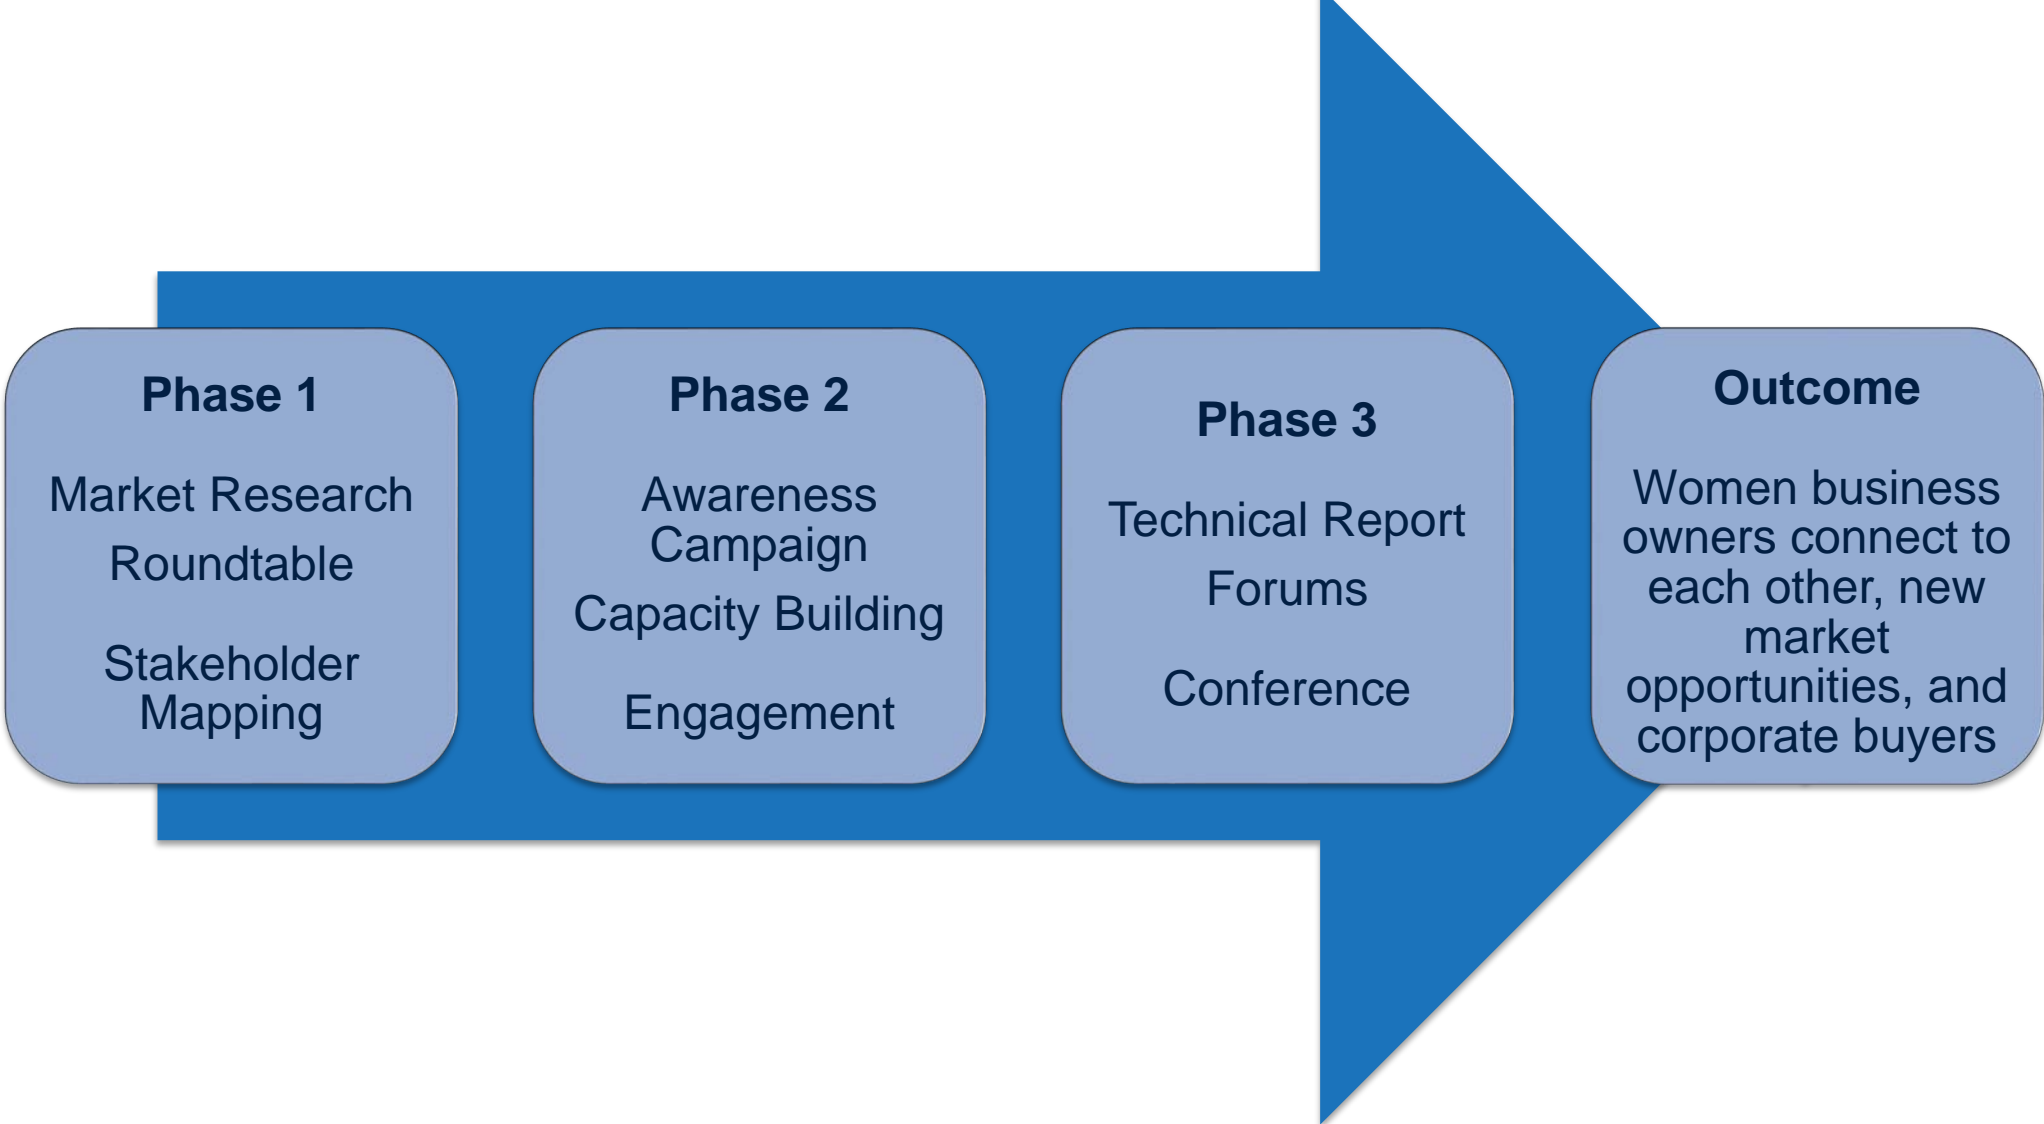 Phase 1
Market Research
Roundtable
Stakeholder
Mapping
Phase 2
Awareness
Campaign
Capacity Building
Engagement
Phase 3
Technical Report
Forums
Conference
Outcome
Women business
owners connect to
each other, new
market
opportunities, and
corporate buyers